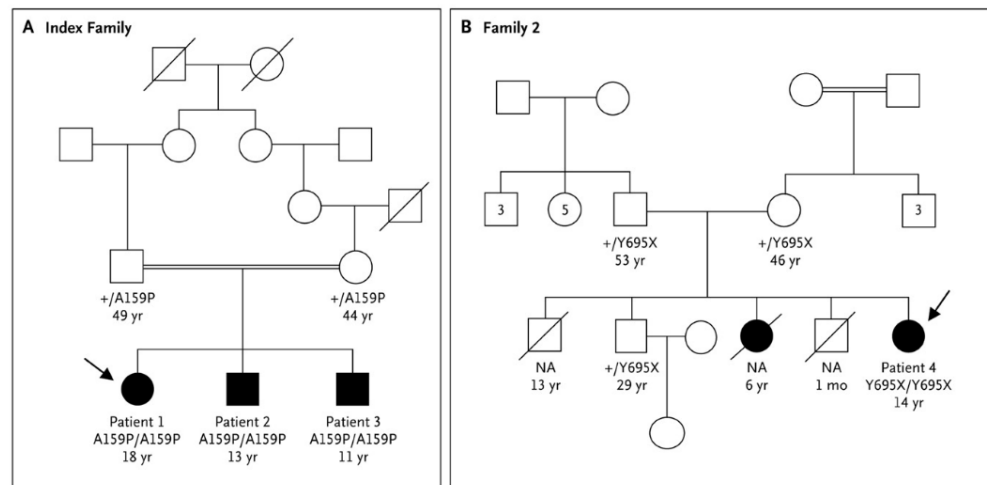 A Index Family
+/A159P
49 yr
+/A159P
44 yr
Patient 1
A159P/A159P
18 yr
Patient 2
A159P/A159P
13 yr
Patient 3
A159P/A159P
11 yr
B Family 2
3
5
3
+/Y695X
53 yr
+/Y695X
46 yr
NA
13 yr
+/Y695X
29 yr
NA
6 yr
NA
1 mo
Patient 4
Y695X/Y695X
14 yr